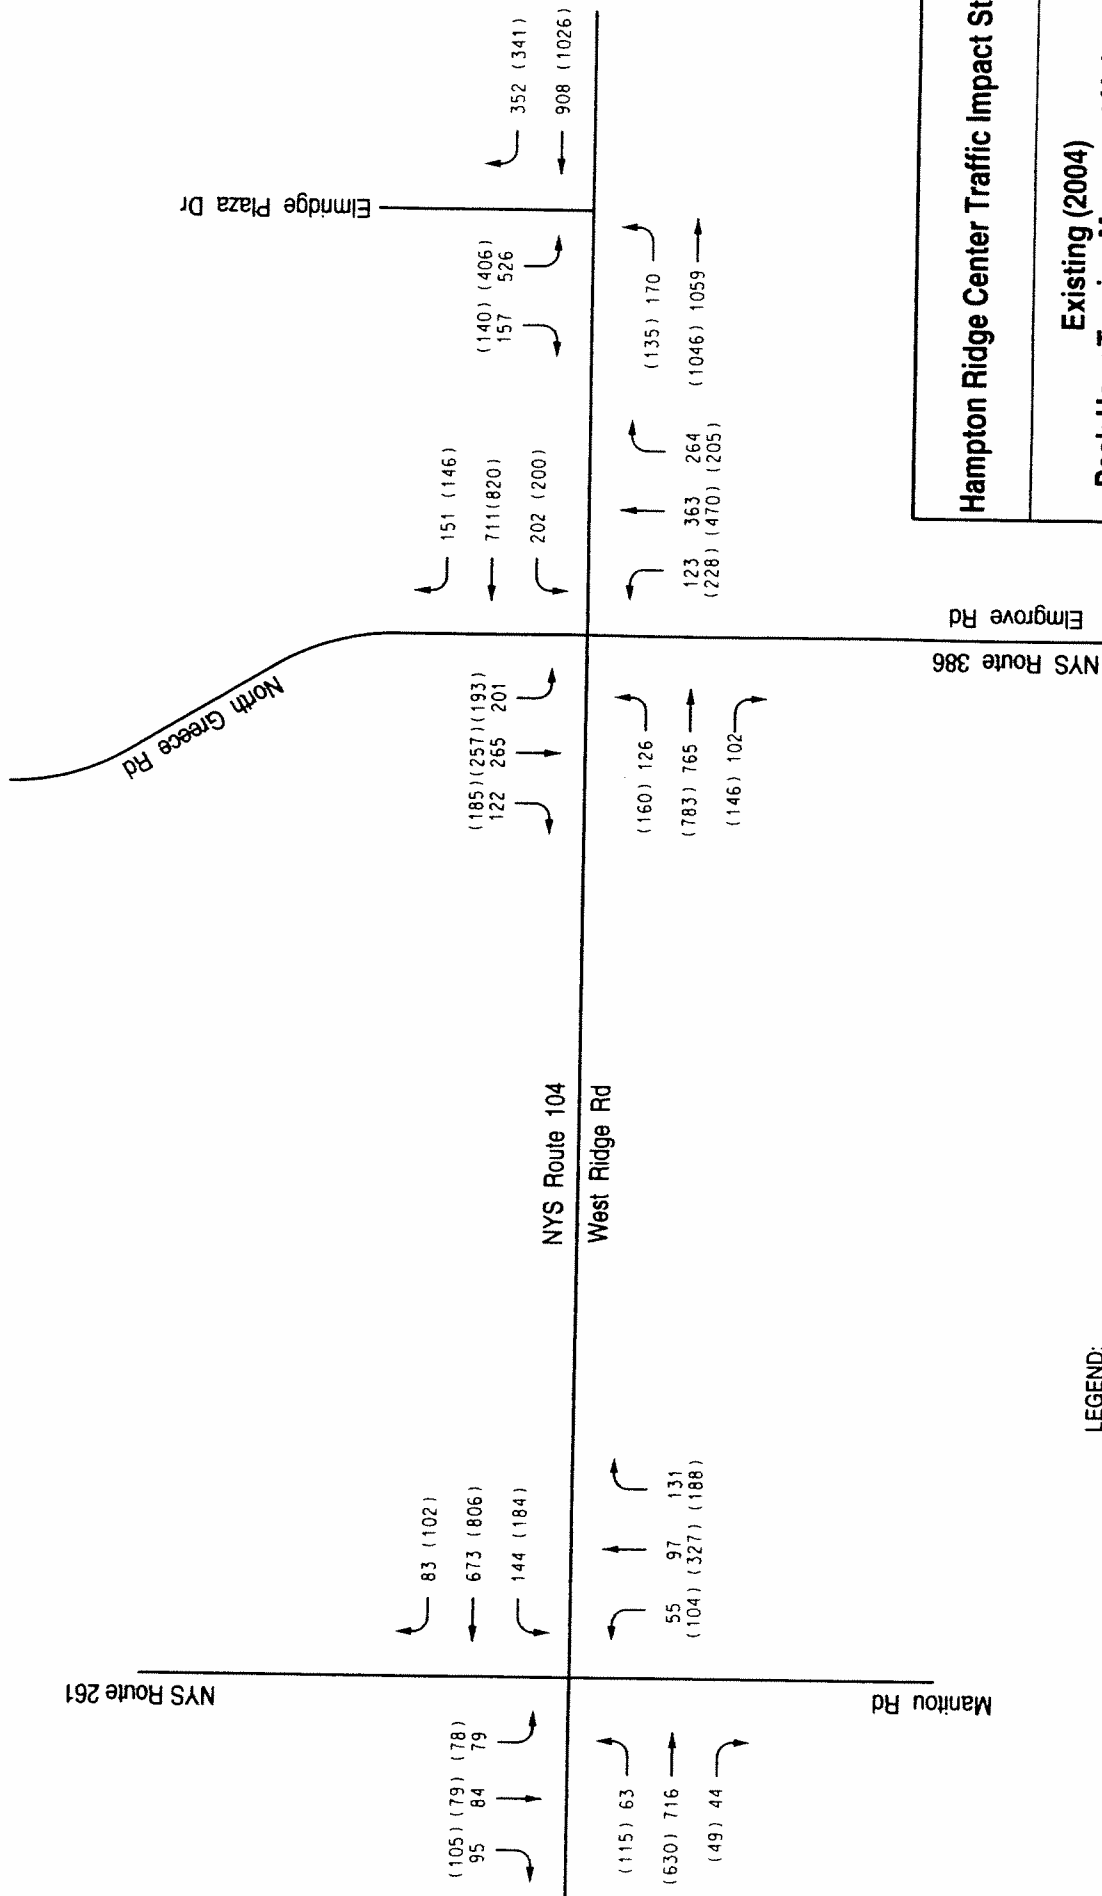 352 (341)
908 (1026)
Elmridge Plaza Dr
(140) (406)
157 526
(135) 170
(1046) 1059
151 (146)
711(820)
202 (200)
123 363 264
(228) (470) (205)
North Greece Rd
Elmgrove Rd
NYS Route 386
(185) (257) (193)
122 265 201
(160) 126
(783) 765
(146) 102
NYS Route 104
West Ridge Rd
83 (102)
673 (806)
144 (184)
55 97 131
(104) (327) (188)
NYS Route 261
Manitou Rd
(105) (79) (78)
95 84 79
(115) 63
(630) 716
(49) 44
Hampton Ridge Center Traffic Impact St
Existing (2004)
LEGEND: